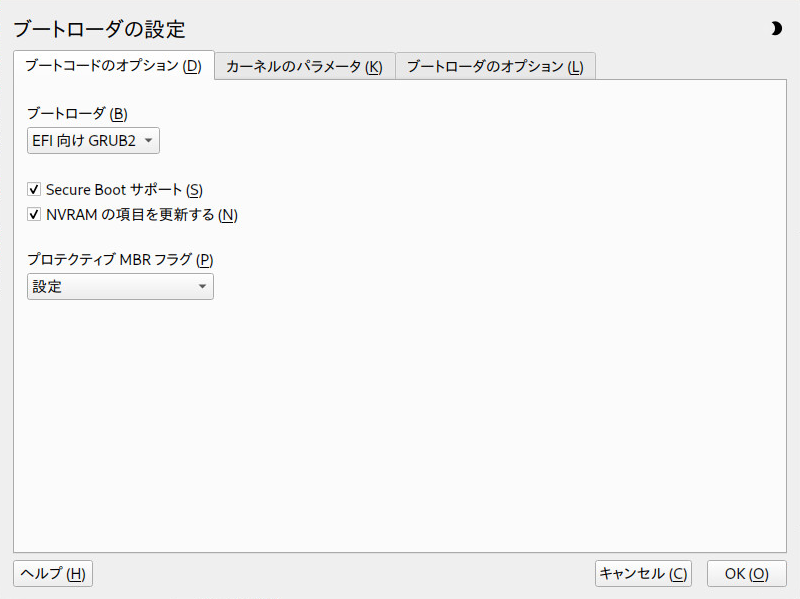 ブートローダの設定
ブートコードのオプション (D) カーネルのパラメータ (K) ブートローダのオプション (L)
ブートローダ (B)
EFI 向け GRUB2
Secure Boot サポート (S)
NVRAM の項目を更新する (N)
プロテクティブ MBR フラグ (P)
設定
ヘルプ (H) キャンセル (C) OK (O)